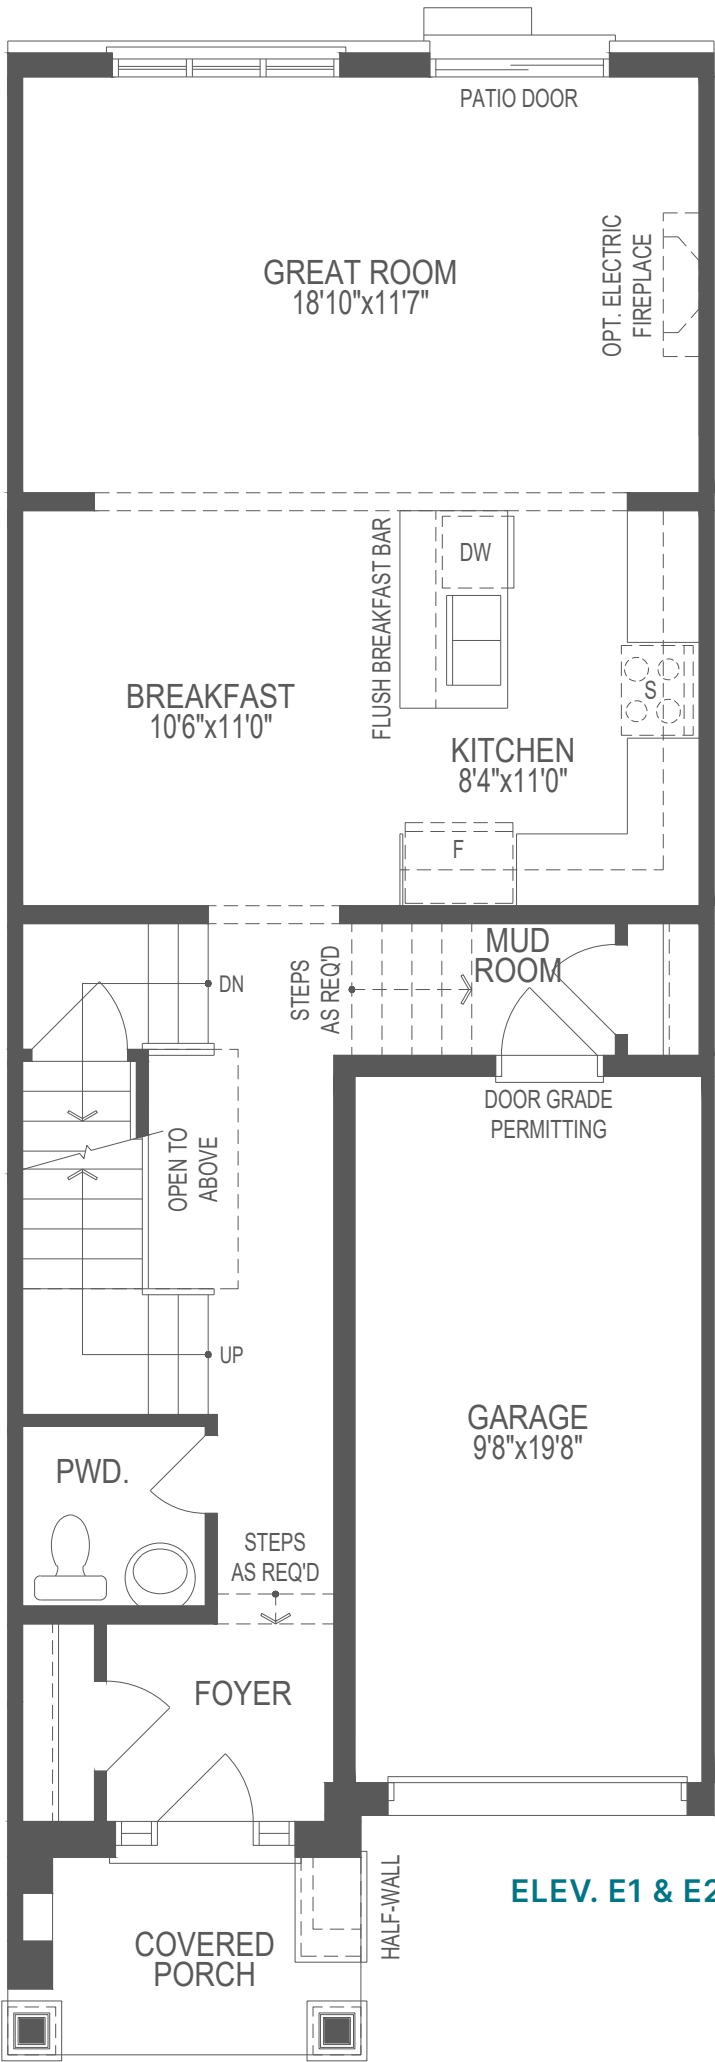 PATIO DOOR
GREAT ROOM
18'10"x11'7"
OPT. ELECTRIC
FIREPLACE
FLUSH BREAKFAST BAR
DW
BREAKFAST
10'6"x11'0"
S
KITCHEN
8'4"x11'0"
F
MUD
ROOM
STEPS
AS REQ'D
DN
DOOR GRADE
PERMITTING
OPEN TO
ABOVE
UP
GARAGE
9'8"x19'8"
PWD.
STEPS
AS REQ'D
FOYER
HALF-WALL
ELEV. E1 & E2
COVERED
PORCH